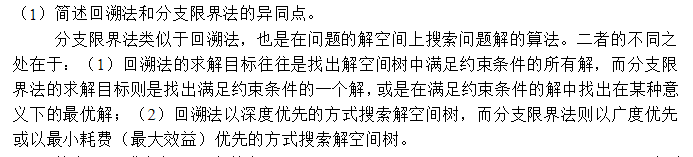 （1）简述回溯法和分支限界法的异同点。
分支限界法类似于回溯法，也是在问题的解空间上搜索问题解的算法。二者的不同之
处在于：（1）回溯法的求解目标往往是找出解空间树中满足约束条件的所有解，而分支限
界法的求解目标则是找出满足约束条件的一个解，或是在满足约束条件的解中找出在某种意
义下的最优解；（2）回溯法以深度优先的方式搜索解空间树，而分支限界法则以广度优先
或以最小耗费（最大效益）优先的方式搜索解空间树。